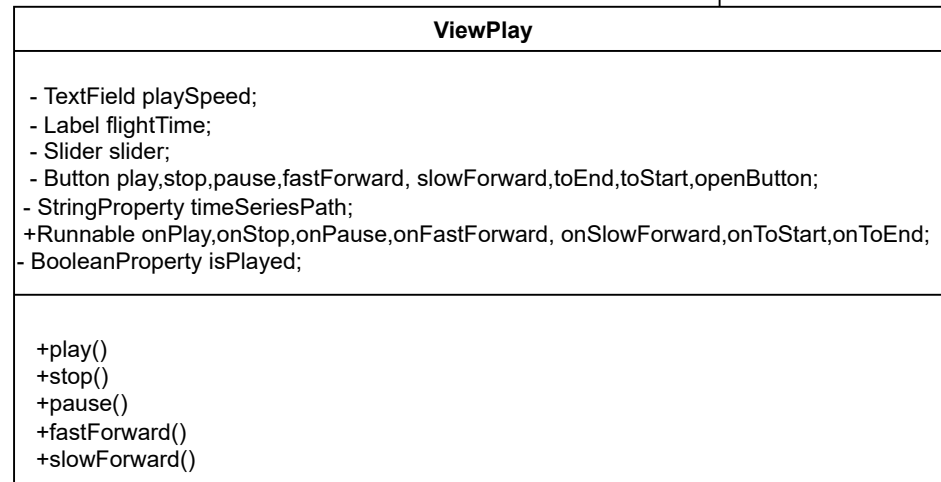 ViewPlay
- TextField playSpeed;
- Label flightTime;
- Slider slider;
- Button play,stop,pause,fastForward, slowForward,toEnd,toStart,openButton;
- StringProperty timeSeriesPath;
+Runnable onPlay,onStop,onPause,onFastForward, onSlowForward,onToStart,onToEnd;
- BooleanProperty isPlayed;
+play()
+stop()
+pause()
+fastForward()
+slowForward()